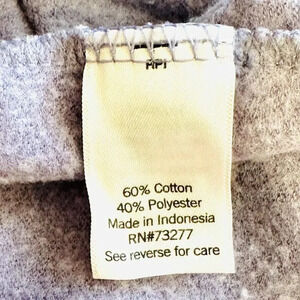 60% Cotton
40% Polyester
Made in Indonesia
RN#73277
See reverse for care